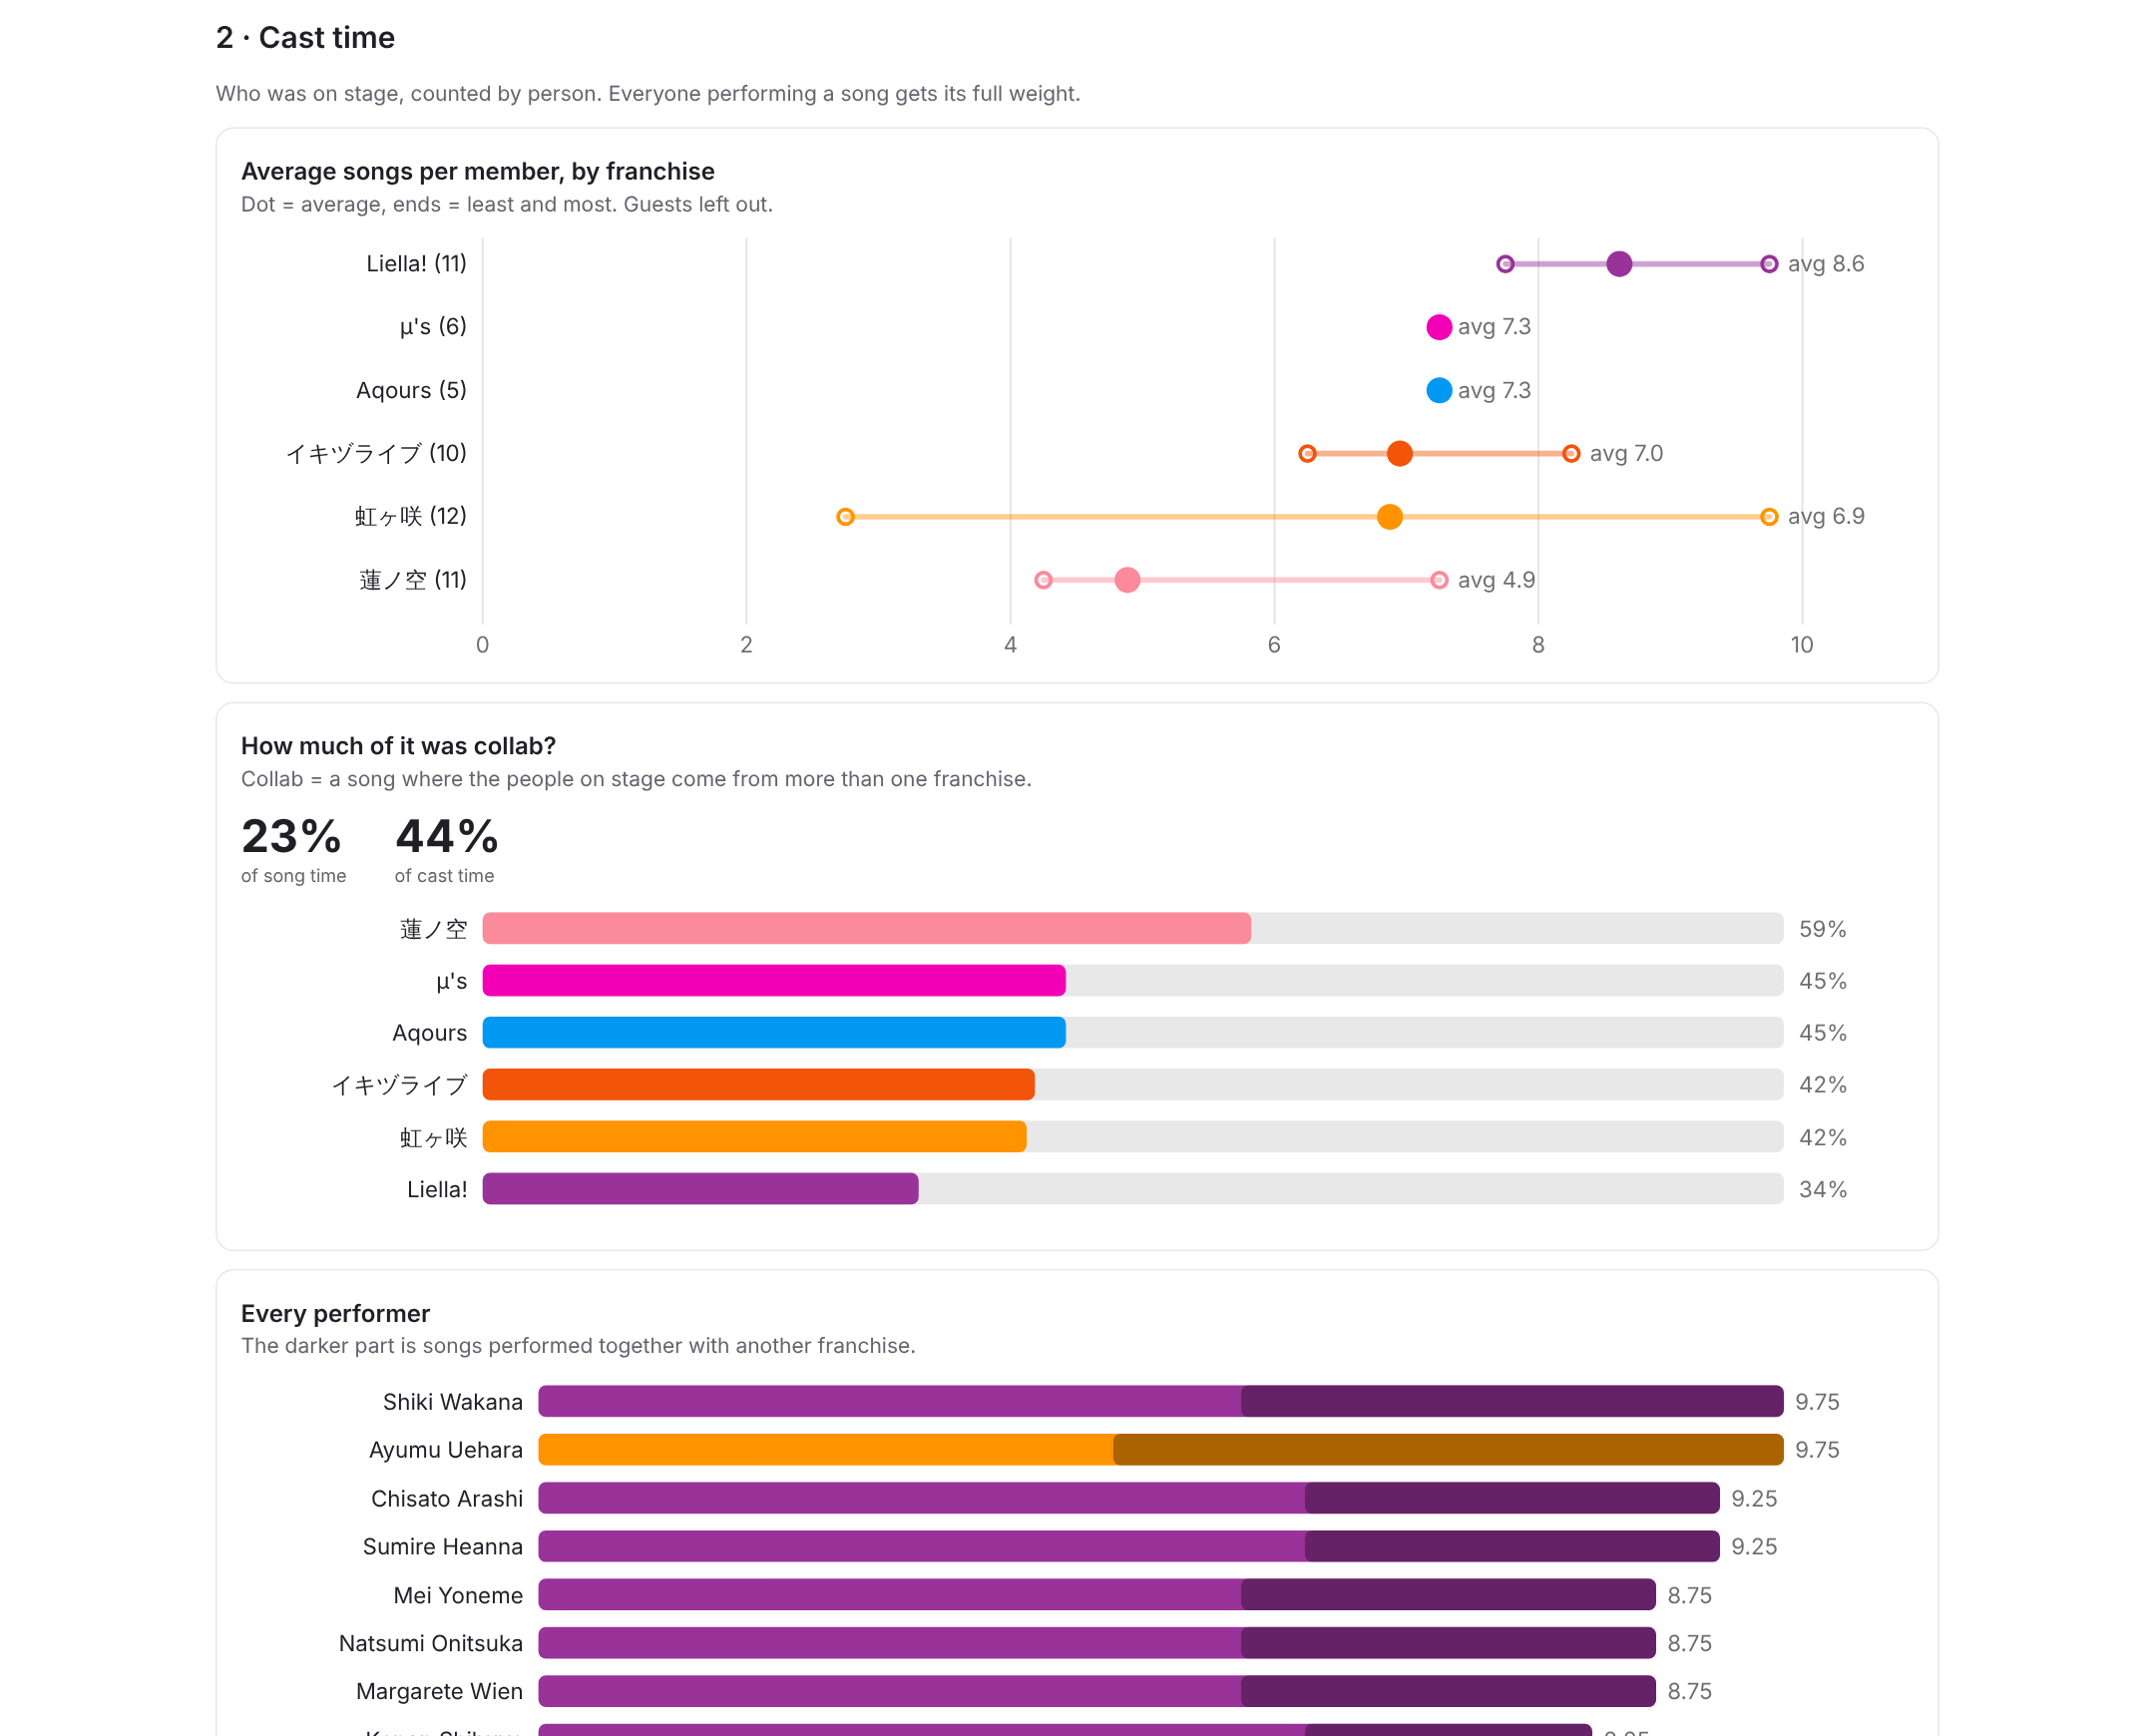 2 · Cast time
Who was on stage, counted by person. Everyone performing a song gets its full weight.
Average songs per member, by franchise
Dot = average, ends = least and most. Guests left out.
Liella! (11) avg 8.6
μ's (6) avg 7.3
Aqours (5) avg 7.3
イキヅライブ (10) avg 7.0
虹ヶ咲 (12) avg 6.9
蓮ノ空 (11) avg 4.9
0 2 4 6 8 10
How much of it was collab?
Collab = a song where the people on stage come from more than one franchise.
23% 44%
of song time of cast time
蓮ノ空 59%
μ's 45%
Aqours 45%
イキヅライブ 42%
虹ヶ咲 42%
Liella! 34%
Every performer
The darker part is songs performed together with another franchise.
Shiki Wakana 9.75
Ayumu Uehara 9.75
Chisato Arashi 9.25
Sumire Heanna 9.25
Mei Yoneme 8.75
Natsumi Onitsuka 8.75
Margarete Wien 8.75